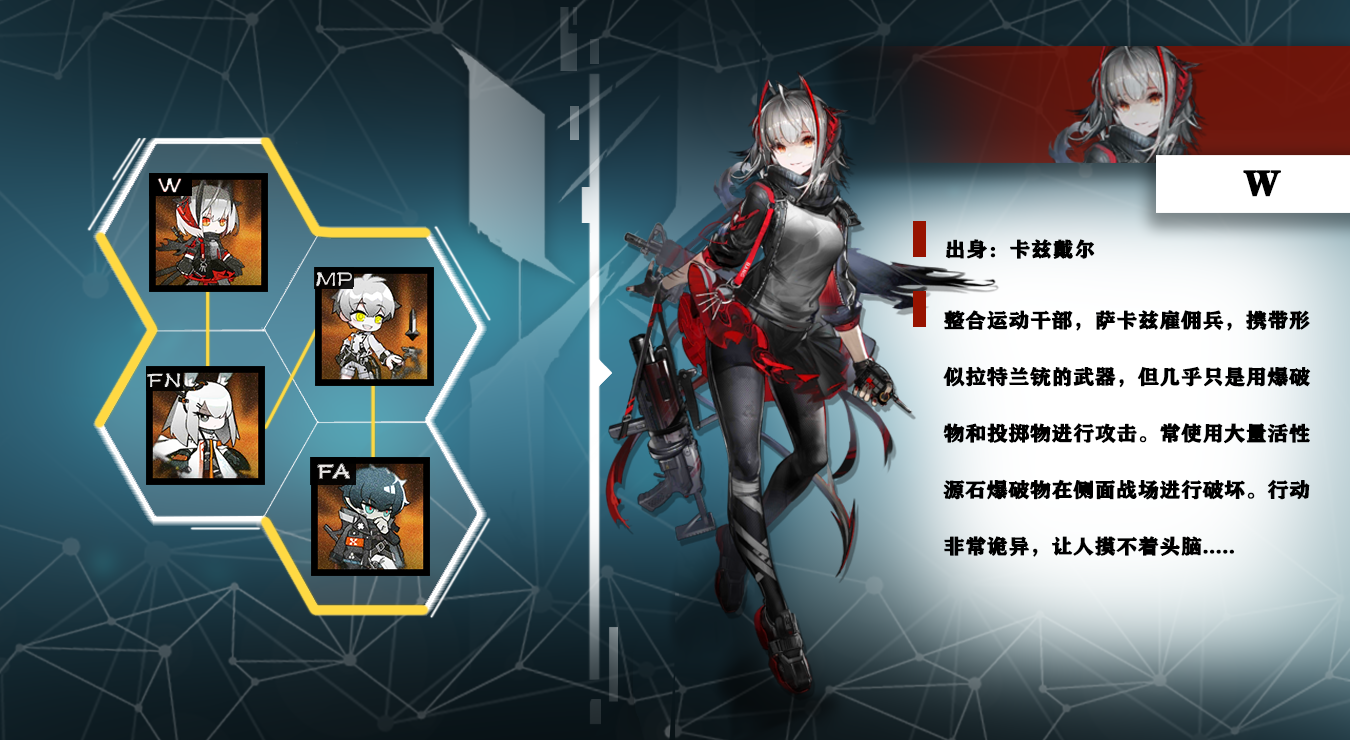 W
MP
FN
FA
W
出身：卡兹戴尔
整合运动干部，萨卡兹雇佣兵，携带形
似拉特兰铳的武器，但几乎只是用爆破
物和投掷物进行攻击。常使用大量活性
源石爆破物在侧面战场进行破坏。行动
非常诡异，让人摸不着头脑.....